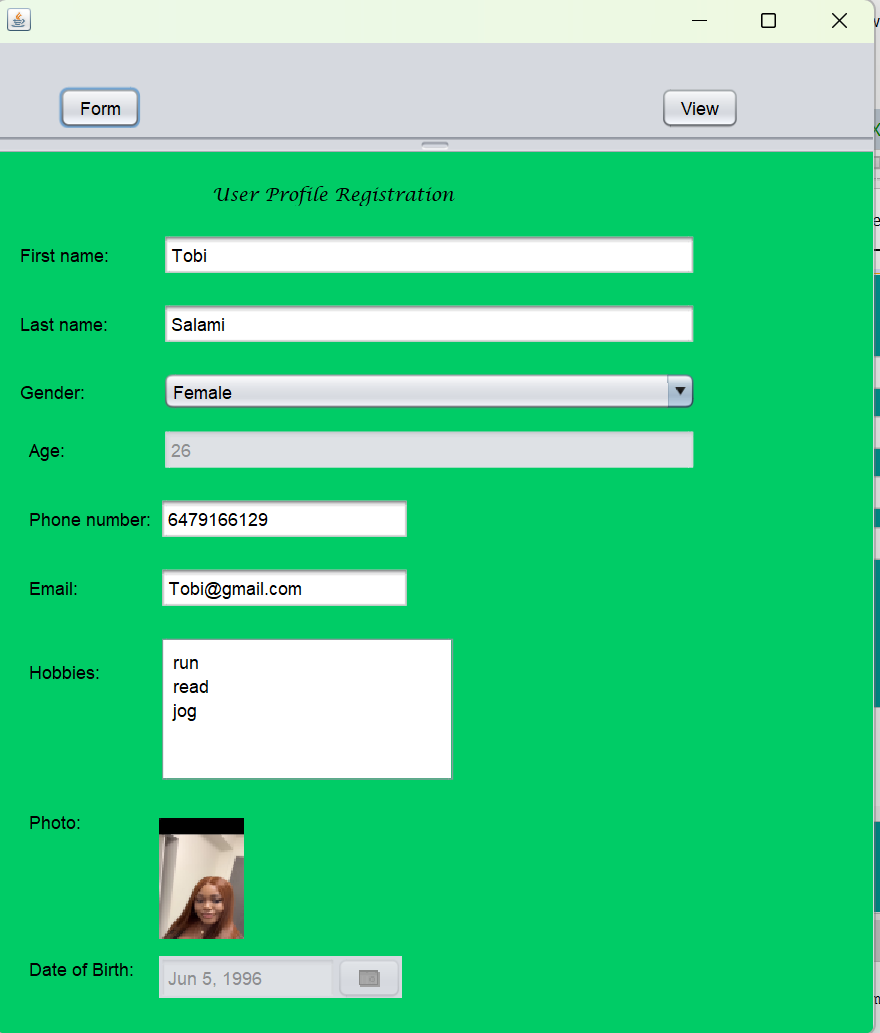 Form View
User Profile Registration
First name: Tobi
Last name: Salami
Gender: Female
Age: 26
Phone number: 6479166129
Email: Tobi@gmail.com
Hobbies: run
read
jog
Photo:
Date of Birth: Jun 5, 1996